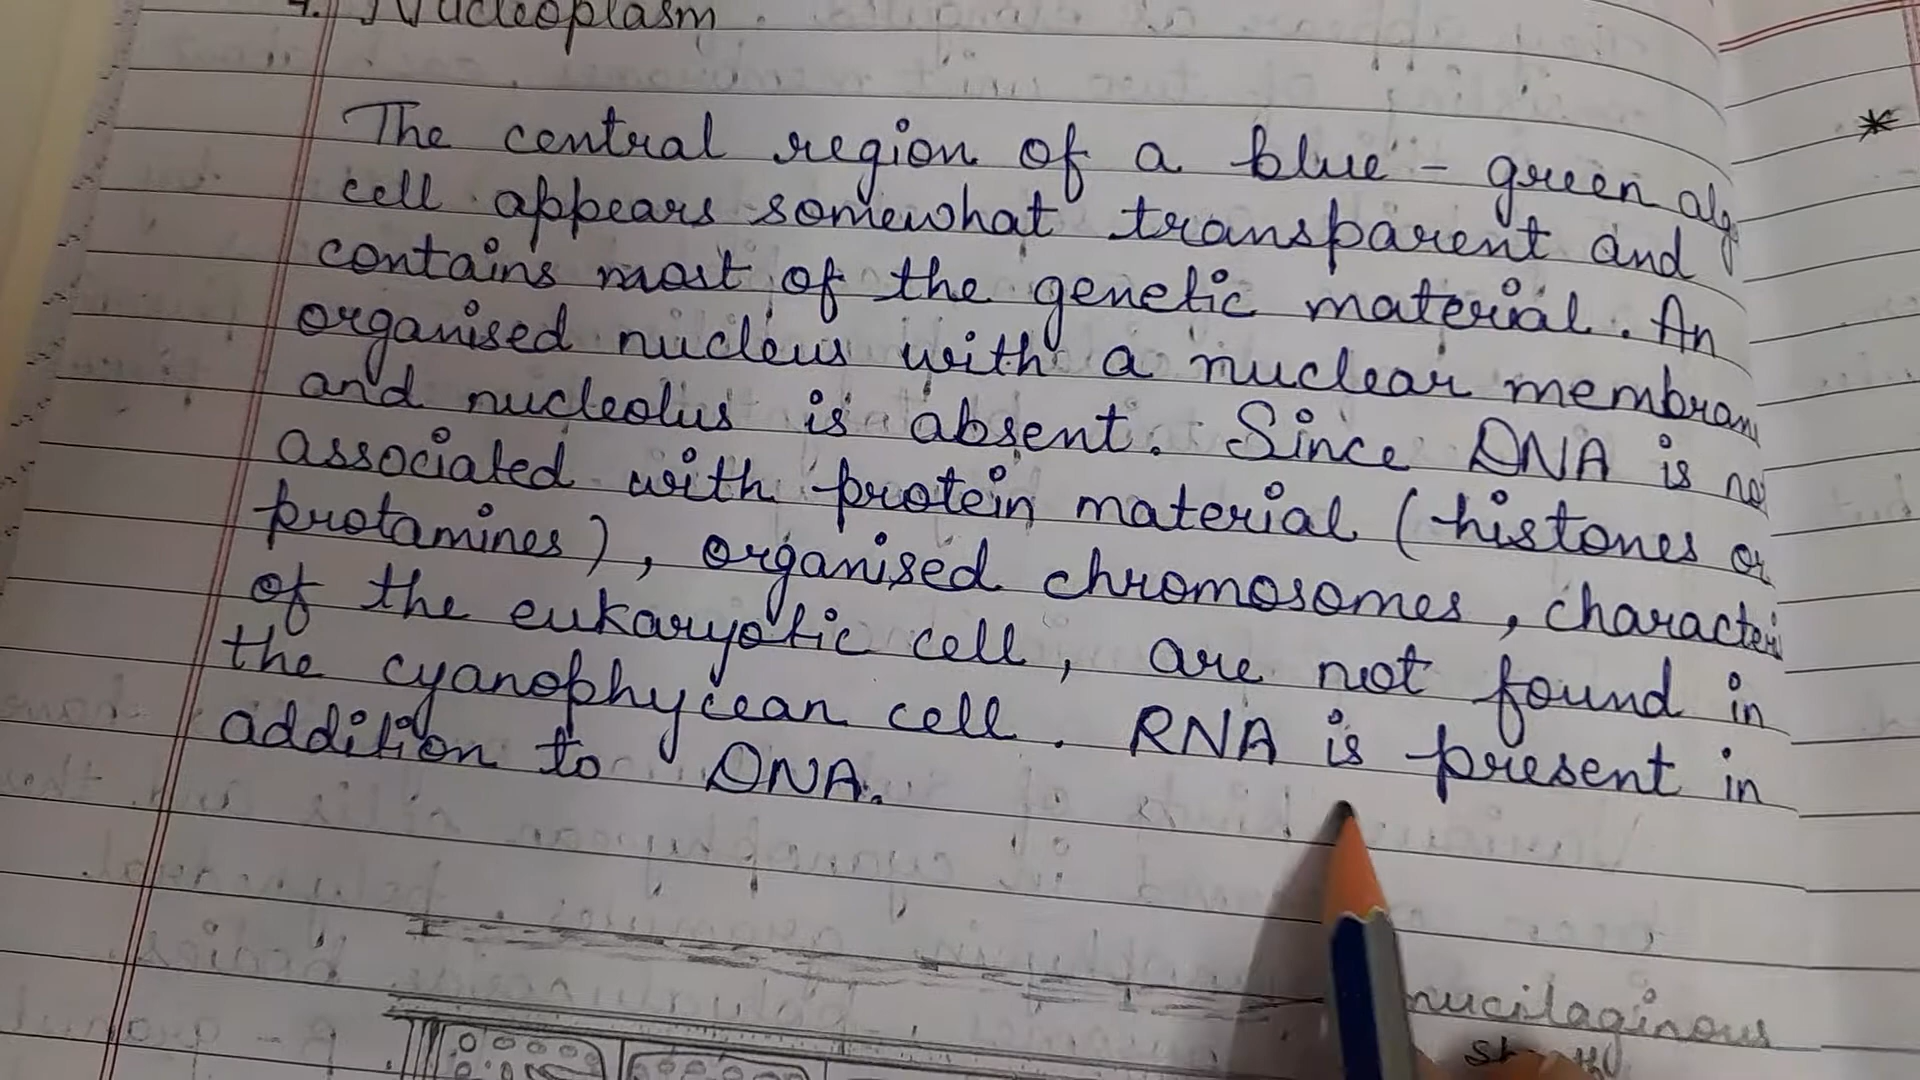 4. Nucleoplasm.
The central region of a blue - green alg
cell appears somewhat transparent and
contains most of the genetic material. An
organised nucleus with a nuclear membran
and nucleolus is absent. Since DNA is no
associated with protein material (histones or
protamines), organised chromosomes, characteri
of the eukaryotic cell, are not found in
the cyanophycean cell. RNA is present in
addition to DNA.
mucilaginous